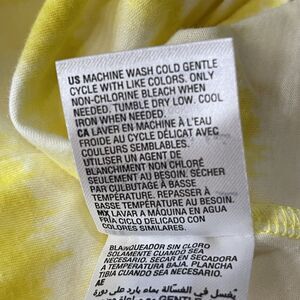 US MACHINE WASH COLD GENTLE
CYCLE WITH LIKE COLORS. ONLY
NON-CHLORINE BLEACH WHEN
NEEDED. TUMBLE DRY LOW. COOL
IRON WHEN NEEDED.
CA LAVER EN MACHINE À L'EAU
FROIDE AU CYCLE DÉLICAT AVEC
COULEURS SEMBLABLES.
UTILISER UN AGENT DE
BLANCHIMENT NON CHLORÉ
SEULEMENT AU BESOIN. SÉCHER
PAR CULBUTAGE À BASSE
TEMPÉRATURE. REPASSER À
BASSE TEMPÉRATURE AU BESOIN.
MX LAVAR A MÁQUINA EN AGUA
FRÍA CICLO DELICADO CON
COLORES SIMILARES.
BLANQUEADOR SIN CLORO
SOLAMENTE CUANDO SEA
NECESARIO. SECAR EN SECADORA
A TEMPERATURA BAJA. PLANCHA
TIBIA CUANDO SEA NECESARIO.
AE